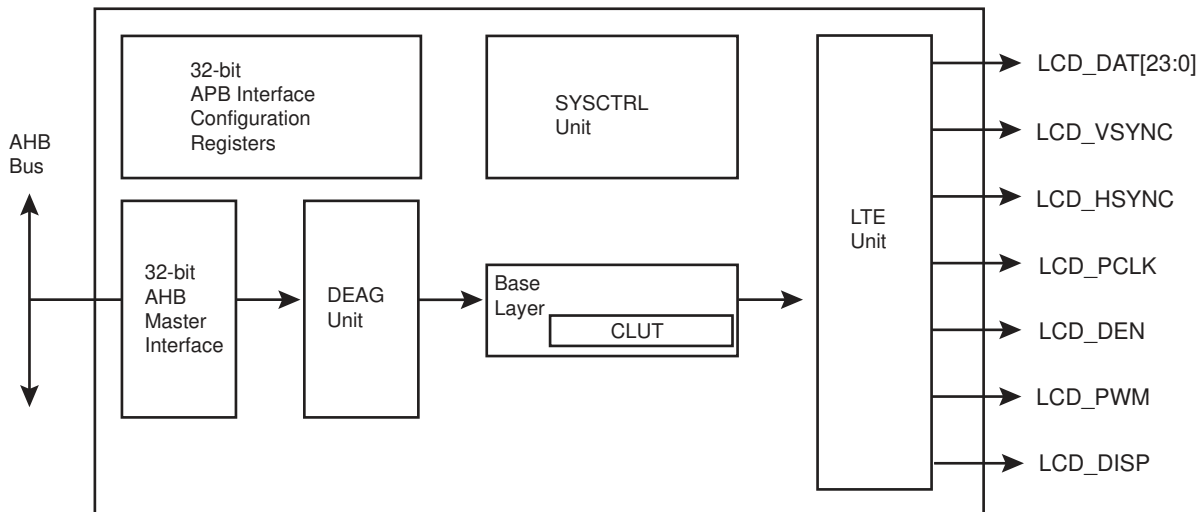 32-bit
APB Interface
Configuration
Registers
SYSCTRL
Unit
AHB
Bus
32-bit
AHB
Master
Interface
DEAG
Unit
Base
Layer
CLUT
LTE
Unit
LCD_DAT[23:0]
LCD_VSYNC
LCD_HSYNC
LCD_PCLK
LCD_DEN
LCD_PWM
LCD_DISP